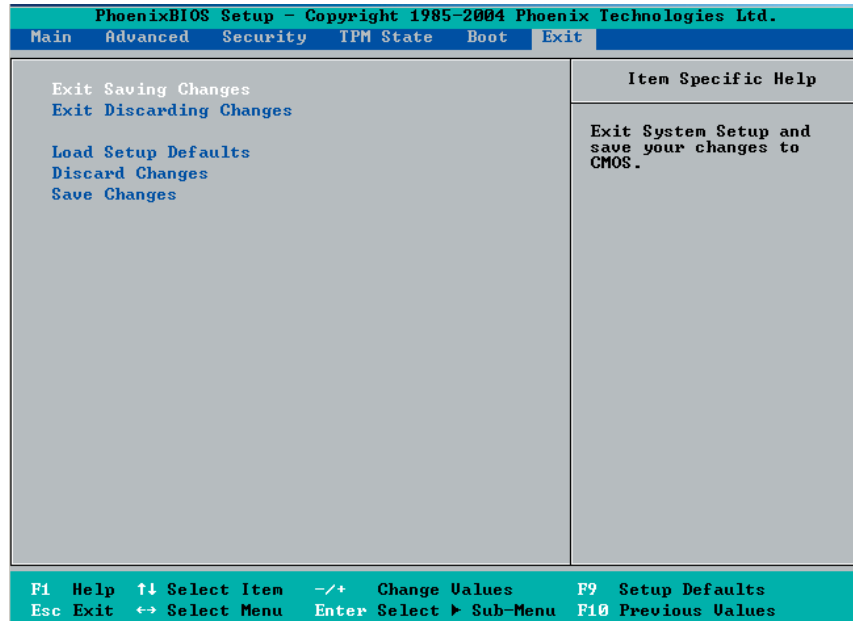 PhoenixBIOS Setup - Copyright 1985-2004 Phoenix Technologies Ltd.
Main Advanced Security TPM State Boot Exit
Exit Saving Changes
Exit Discarding Changes
Load Setup Defaults
Discard Changes
Save Changes
Item Specific Help
Exit System Setup and
save your changes to
CMOS.
F1 Help ↑↓ Select Item -/+ Change Values F9 Setup Defaults
Esc Exit ↔ Select Menu Enter Select ▶ Sub-Menu F10 Previous Values